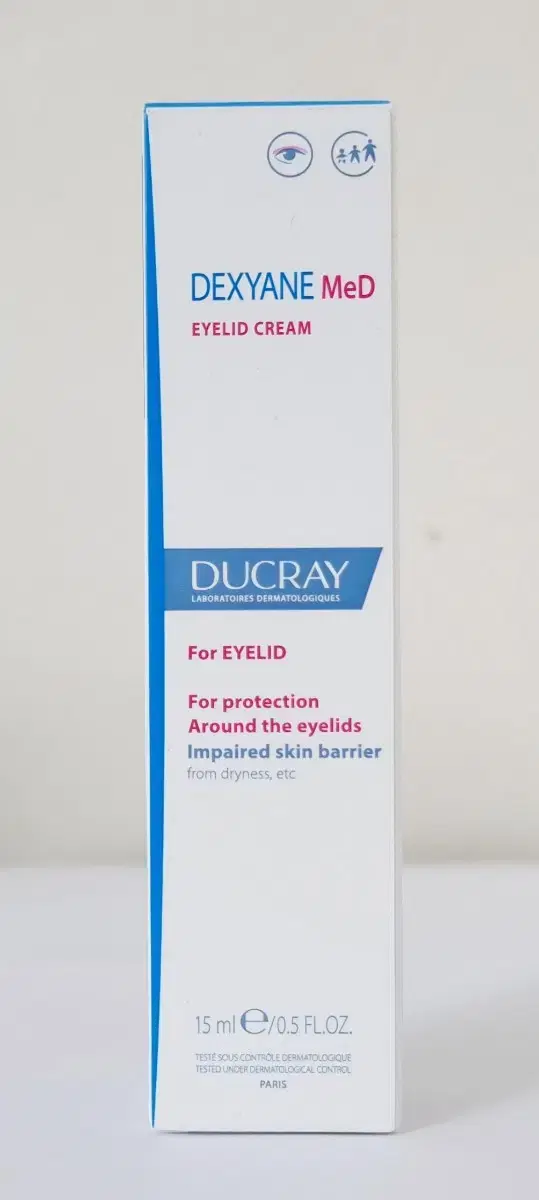 DEXYANE MeD
EYELID CREAM
DUCRAY
LABORATOIRES DERMATOLOGIQUES
For EYELID
For protection
Around the eyelids
Impaired skin barrier
from dryness, etc
15 ml e/0.5 FL.OZ.
TESTÉ SOUS CONTRÔLE DERMATOLOGIQUE
TESTED UNDER DERMATOLOGICAL CONTROL
PARIS